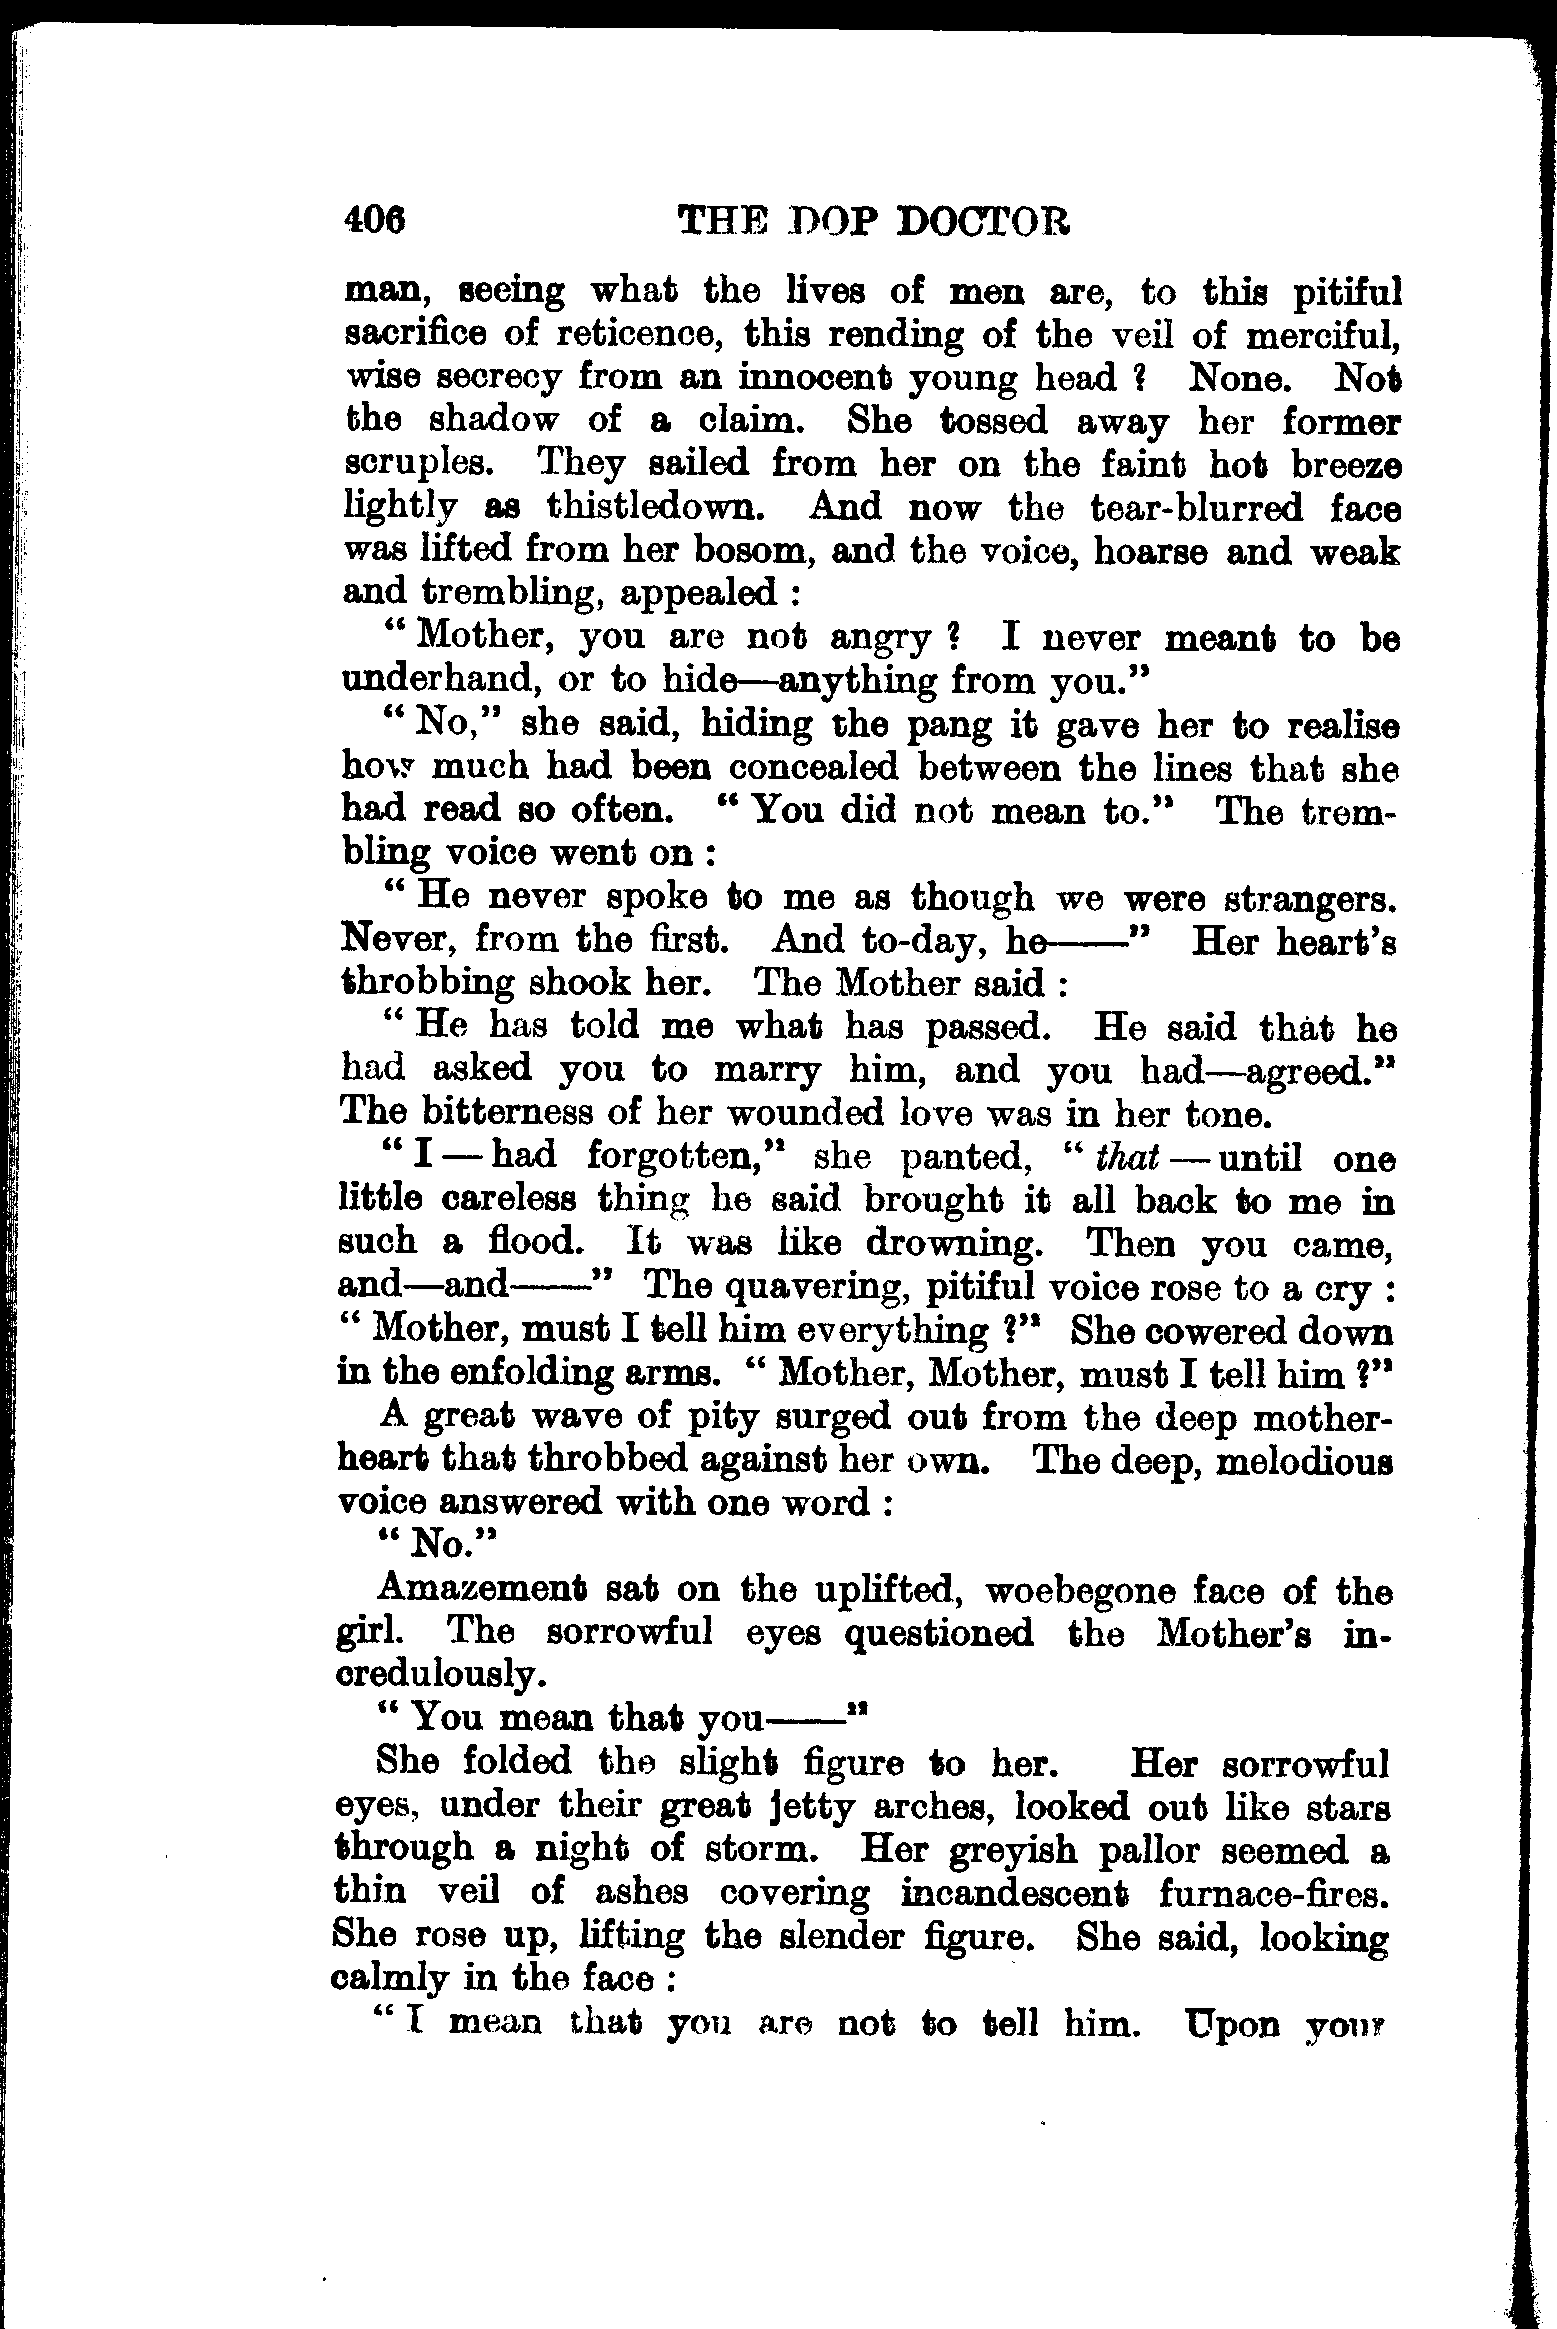 406 THE DOP DOCTOR
man, seeing what the lives of men are, to this pitiful
sacrifice of reticence, this rending of the veil of merciful,
wise secrecy from an innocent young head ? None. Not
the shadow of a claim. She tossed away her former
scruples. They sailed from her on the faint hot breeze
lightly as thistledown. And now the tear-blurred face
was lifted from her bosom, and the voice, hoarse and weak
and trembling, appealed :
“ Mother, you are not angry ? I never meant to be
underhand, or to hide—anything from you.”
“ No,” she said, hiding the pang it gave her to realise
how much had been concealed between the lines that she
had read so often. “ You did not mean to.” The trem-
bling voice went on :
“ He never spoke to me as though we were strangers.
Never, from the first. And to-day, he——” Her heart’s
throbbing shook her. The Mother said :
“ He has told me what has passed. He said that he
had asked you to marry him, and you had—agreed.”
The bitterness of her wounded love was in her tone.
“ I — had forgotten,” she panted, “ that — until one
little careless thing he said brought it all back to me in
such a flood. It was like drowning. Then you came,
and—and——” The quavering, pitiful voice rose to a cry :
“ Mother, must I tell him everything ?” She cowered down
in the enfolding arms. “ Mother, Mother, must I tell him ?”
A great wave of pity surged out from the deep mother-
heart that throbbed against her own. The deep, melodious
voice answered with one word :
“ No.”
Amazement sat on the uplifted, woebegone face of the
girl. The sorrowful eyes questioned the Mother’s in-
credulously.
“ You mean that you——”
She folded the slight figure to her. Her sorrowful
eyes, under their great jetty arches, looked out like stars
through a night of storm. Her greyish pallor seemed a
thin veil of ashes covering incandescent furnace-fires.
She rose up, lifting the slender figure. She said, looking
calmly in the face :
“ I mean that you are not to tell him. Upon your